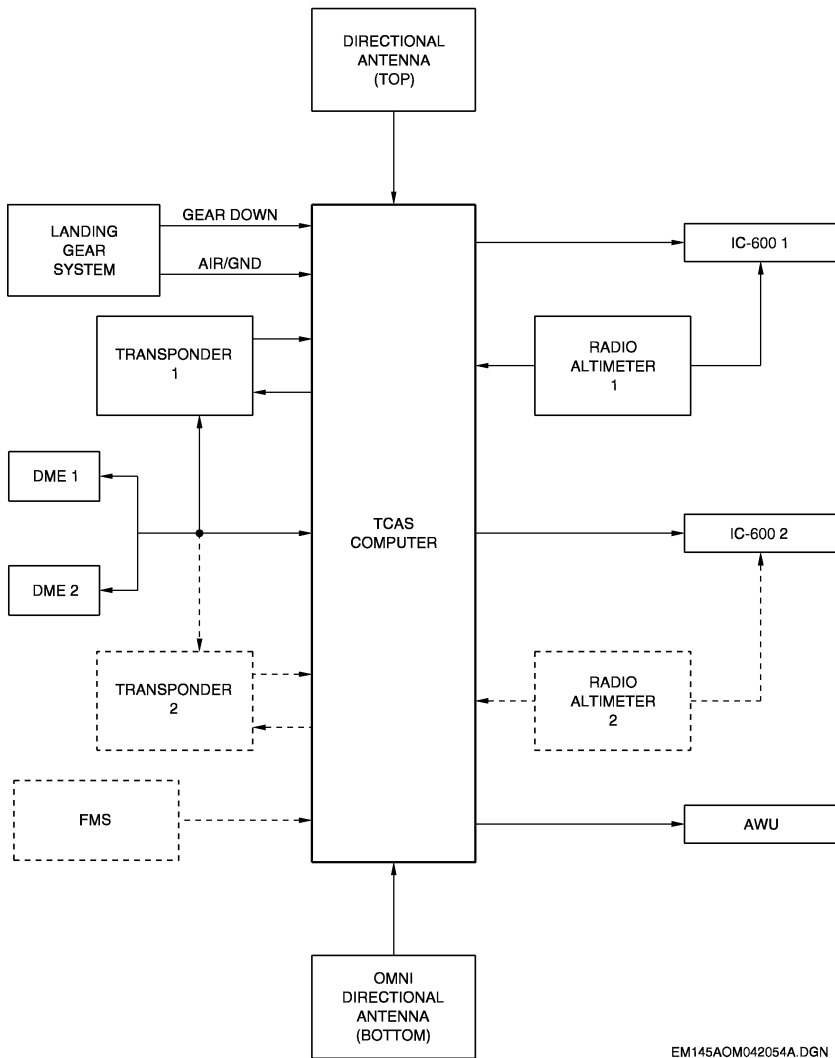 DIRECTIONAL
ANTENNA
(TOP)
LANDING
GEAR
SYSTEM
GEAR DOWN
AIR/GND
IC-600 1
TRANSPONDER
1
RADIO
ALTIMETER
1
DME 1
DME 2
TCAS
COMPUTER
IC-600 2
TRANSPONDER
2
RADIO
ALTIMETER
2
FMS
AWU
OMNI
DIRECTIONAL
ANTENNA
(BOTTOM)
EM145AOM042054A.DGN